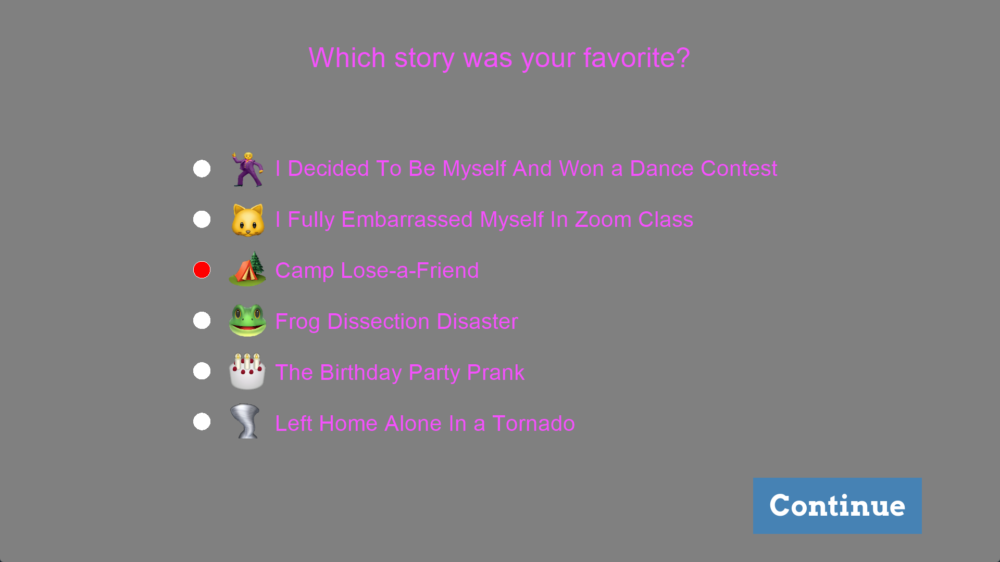 Which story was your favorite?
I Decided To Be Myself And Won a Dance Contest
I Fully Embarrassed Myself In Zoom Class
Camp Lose-a-Friend
Frog Dissection Disaster
The Birthday Party Prank
Left Home Alone In a Tornado
Continue